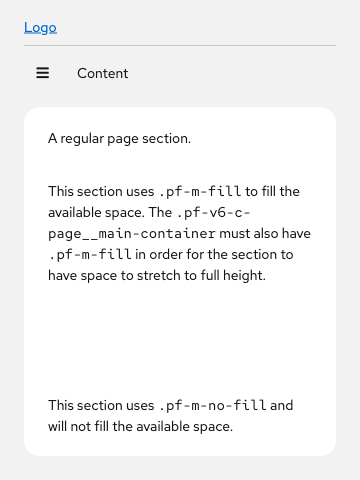 Logo
Content
A regular page section.
This section uses .pf-m-fill to fill the
available space. The .pf-v6-c-
page__main-container must also have
.pf-m-fill in order for the section to
have space to stretch to full height.
This section uses .pf-m-no-fill and
will not fill the available space.